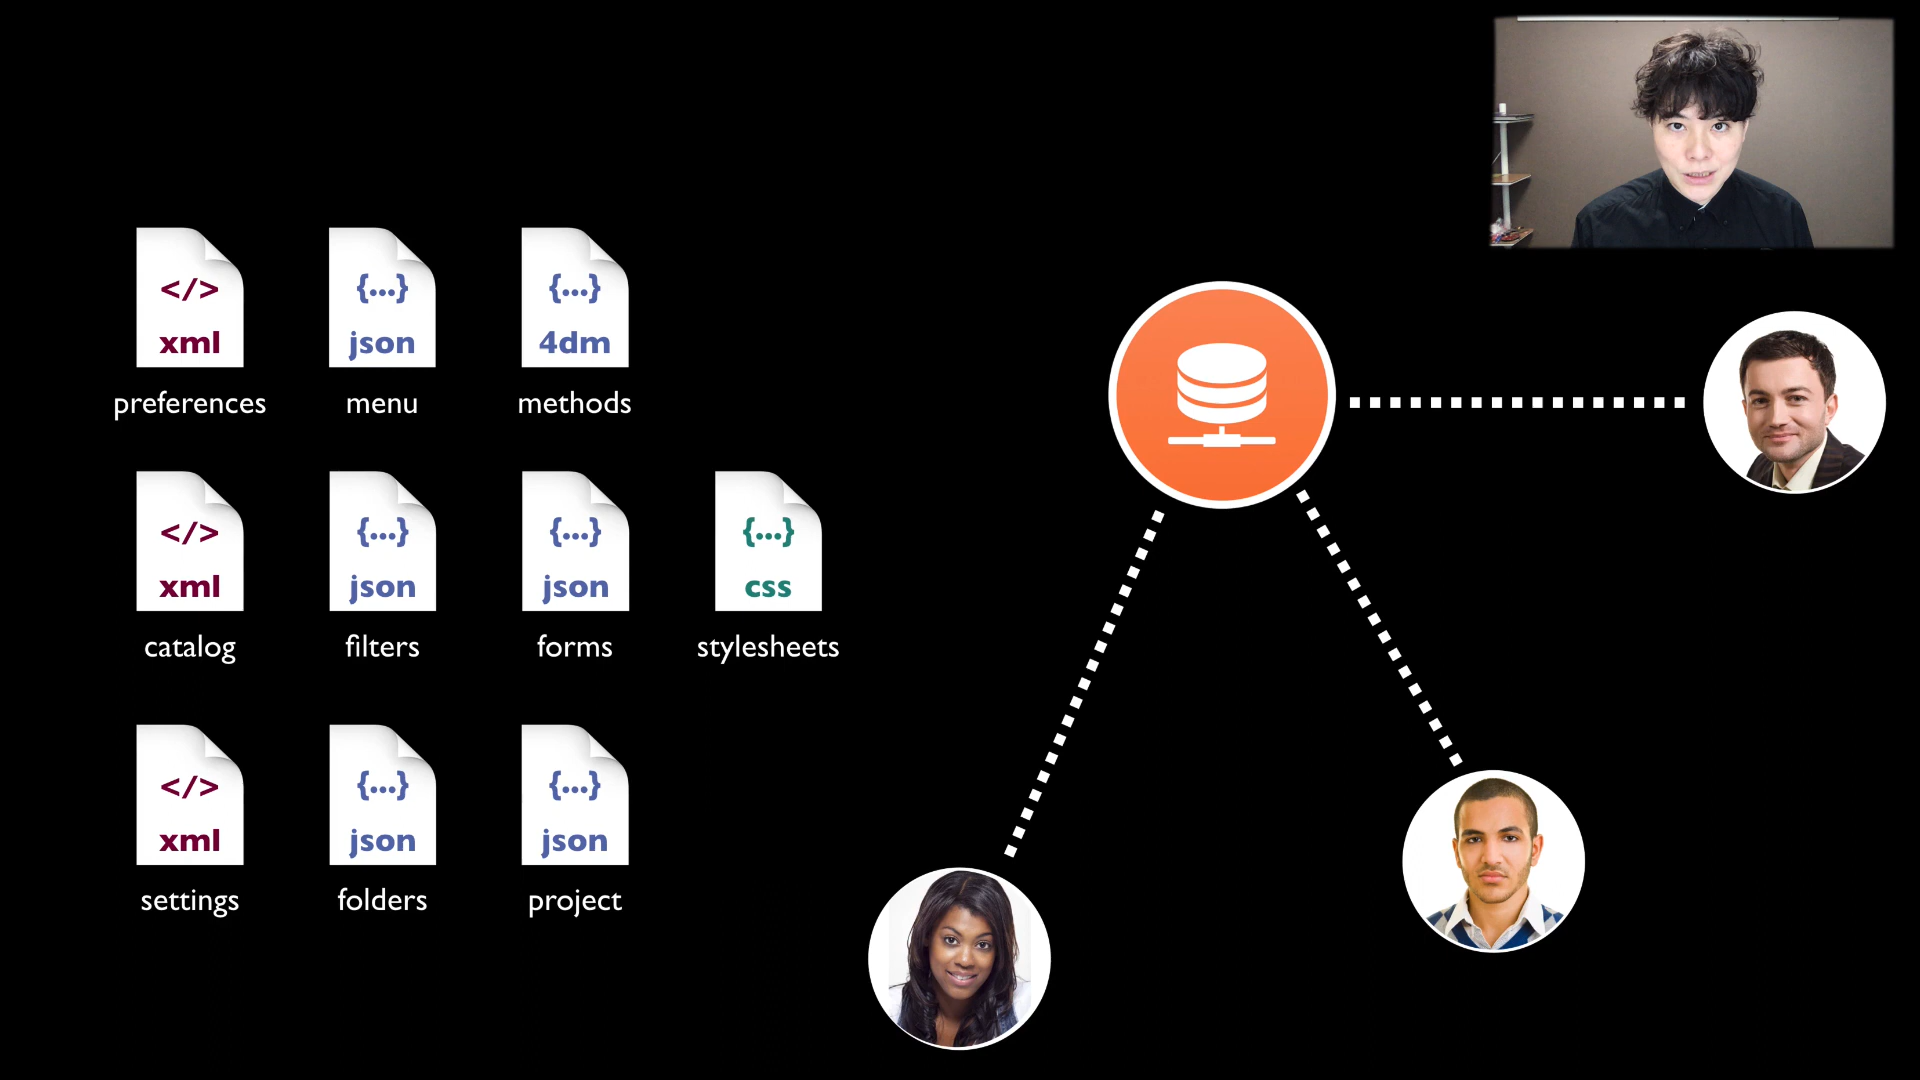 </>
xml
preferences
{...}
json
menu
{...}
4dm
methods
</>
xml
catalog
{...}
json
filters
{...}
json
forms
{...}
css
stylesheets
</>
xml
settings
{...}
json
folders
{...}
json
project